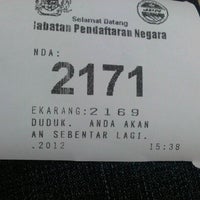 Selamat Datang
Jabatan Pendaftaran Negara
NDA:
2171
EKARANG:2169
DUDUK. ANDA AKAN
AN SEBENTAR LAGI.
.2012 15:38